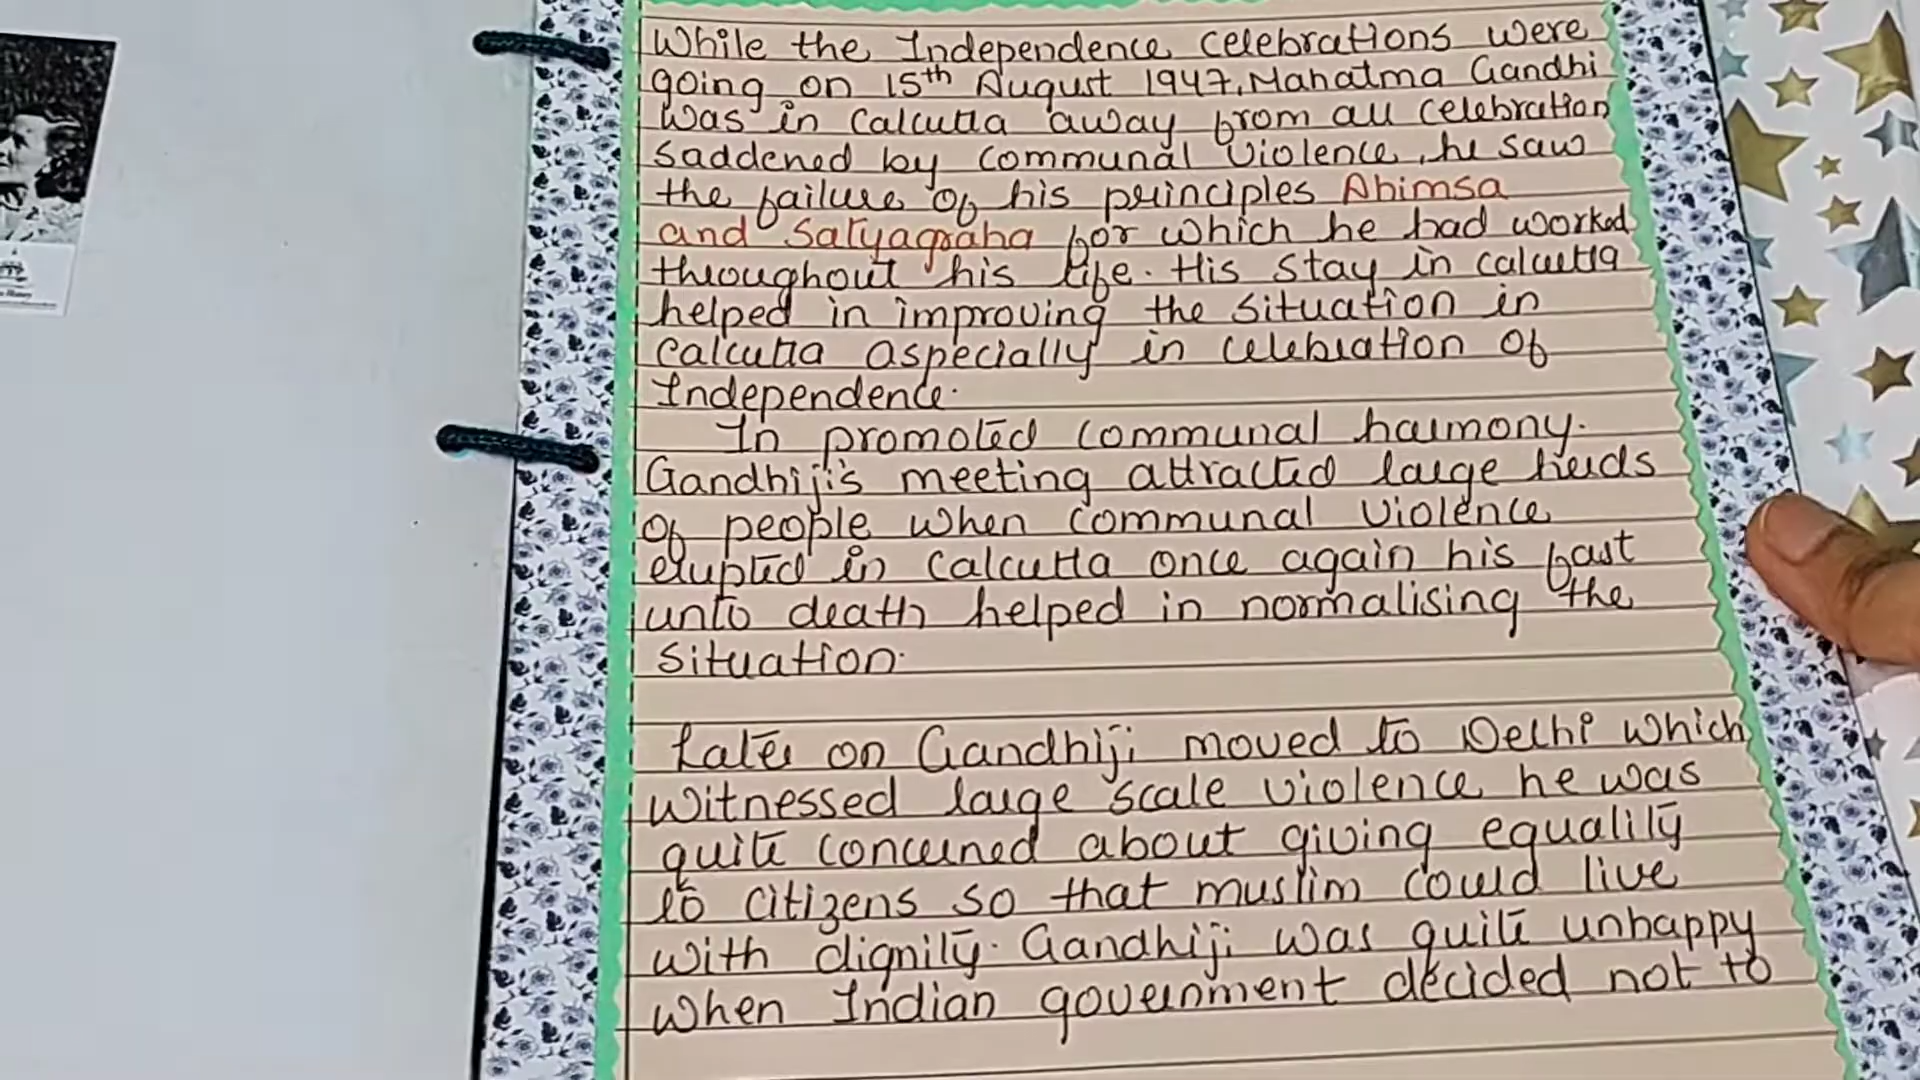 While the Independence celebrations were
going on 15th August 1947, Mahatma Gandhi
was in Calcutta away from all celebration
saddened by communal violence, he saw
the failure of his principles Ahimsa
and Satyagraha for which he had worked
throughout his life. His stay in calcutta
helped in improving the situation in
calcutta aspecially in celebration of
Independence.
In promoted communal harmony.
Gandhiji's meeting attracted large herds
of people when communal violence
erupted in Calcutta once again his fast
unto death helped in normalising the
situation.
Later on Gandhiji moved to Delhi which
witnessed large scale violence he was
quite concerned about giving equality
to citizens so that muslim could live
with dignity. Gandhiji was quite unhappy
when Indian government decided not to